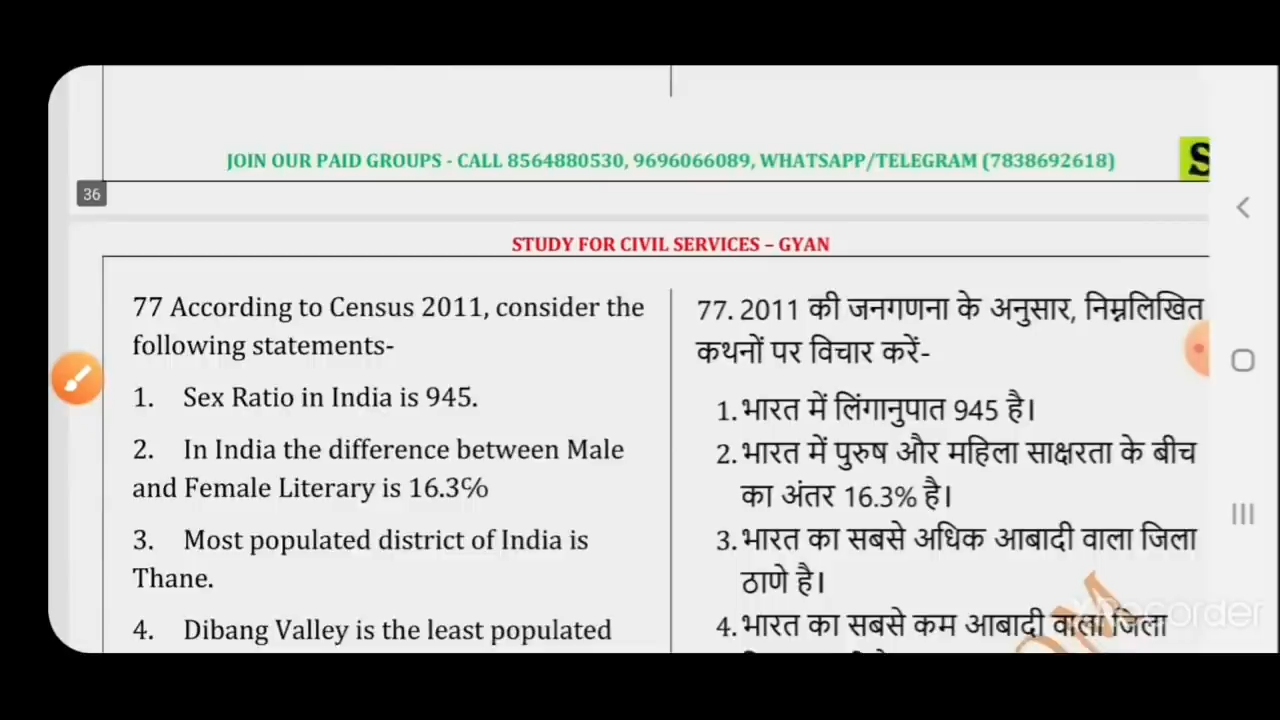 JOIN OUR PAID GROUPS - CALL 8564880530, 9696066089, WHATSAPP/TELEGRAM (7838692618)
S
36
STUDY FOR CIVIL SERVICES – GYAN
77 According to Census 2011, consider the
following statements-
1. Sex Ratio in India is 945.
2. In India the difference between Male
and Female Literary is 16.3℅
3. Most populated district of India is
Thane.
4. Dibang Valley is the least populated
77. 2011 की जनगणना के अनुसार, निम्नलिखित
कथनों पर विचार करें-
1. भारत में लिंगानुपात 945 है।
2. भारत में पुरुष और महिला साक्षरता के बीच
का अंतर 16.3% है।
3. भारत का सबसे अधिक आबादी वाला जिला
ठाणे है।
4. भारत का सबसे कम आबादी वाला जिला
XRecorder